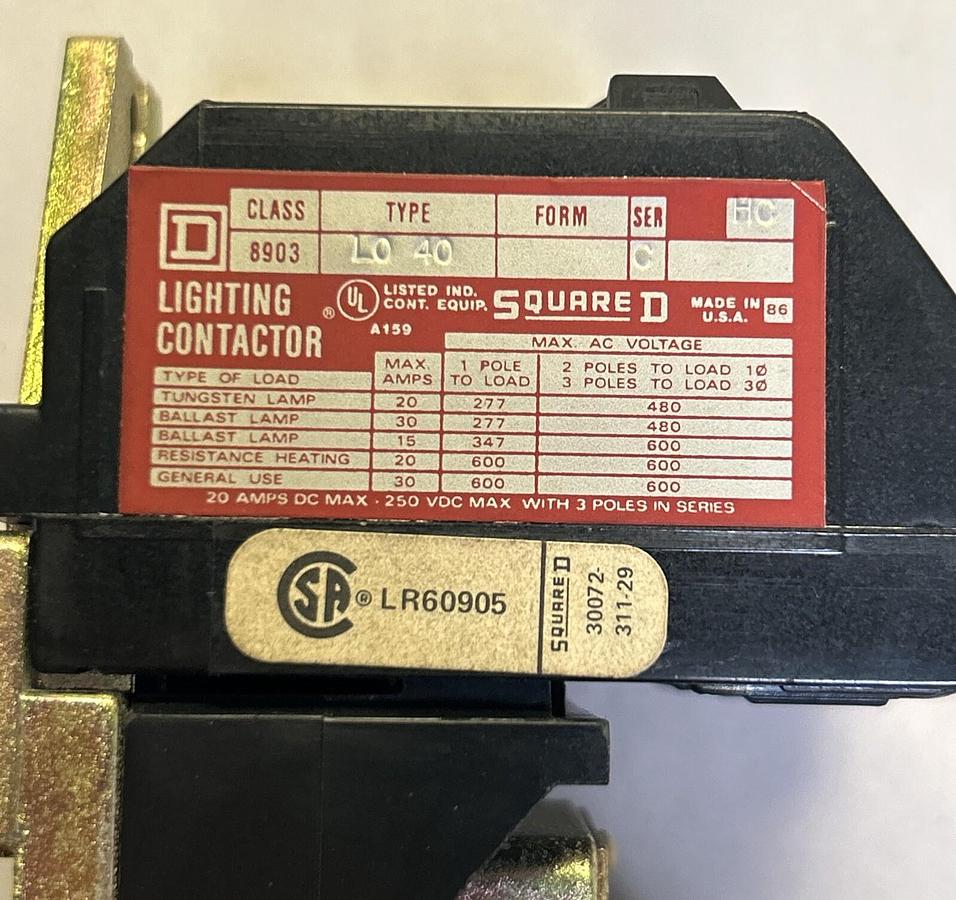 CLASS TYPE FORM SER HC
8903 LO 40 C
LIGHTING CONTACTOR
® UL LISTED IND. CONT. EQUIP.
A159
SQUARE D
MADE IN U.S.A. 86
MAX. AC VOLTAGE
TYPE OF LOAD MAX. AMPS 1 POLE TO LOAD 2 POLES TO LOAD 1Ø 3 POLES TO LOAD 3Ø
TUNGSTEN LAMP 20 277 480
BALLAST LAMP 30 277 480
BALLAST LAMP 15 347 600
RESISTANCE HEATING 20 600 600
GENERAL USE 30 600 600
20 AMPS DC MAX · 250 VDC MAX WITH 3 POLES IN SERIES
CSA ® LR60905
SQUARE D
30072-
311-29